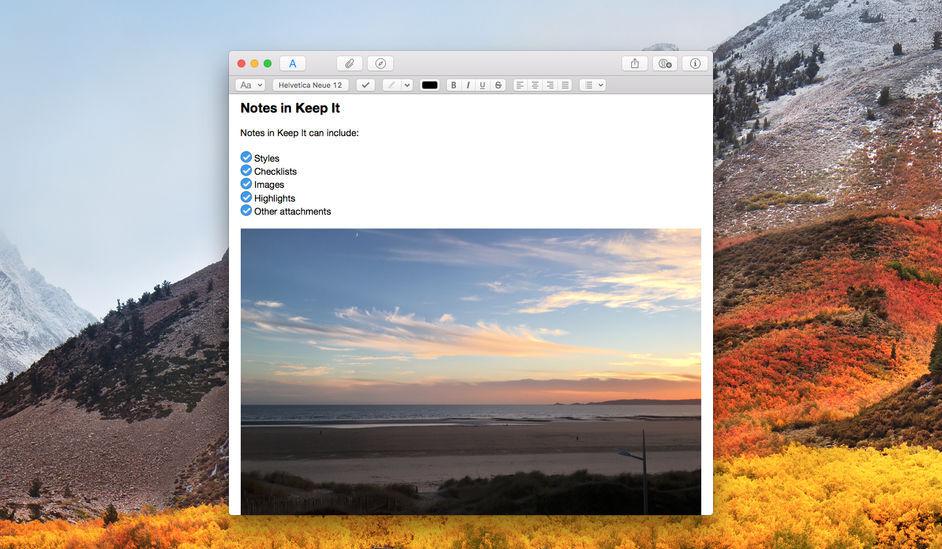 A
Aa
Helvetica Neue 12
B I U S
Notes in Keep It
Notes in Keep It can include:
Styles
Checklists
Images
Highlights
Other attachments